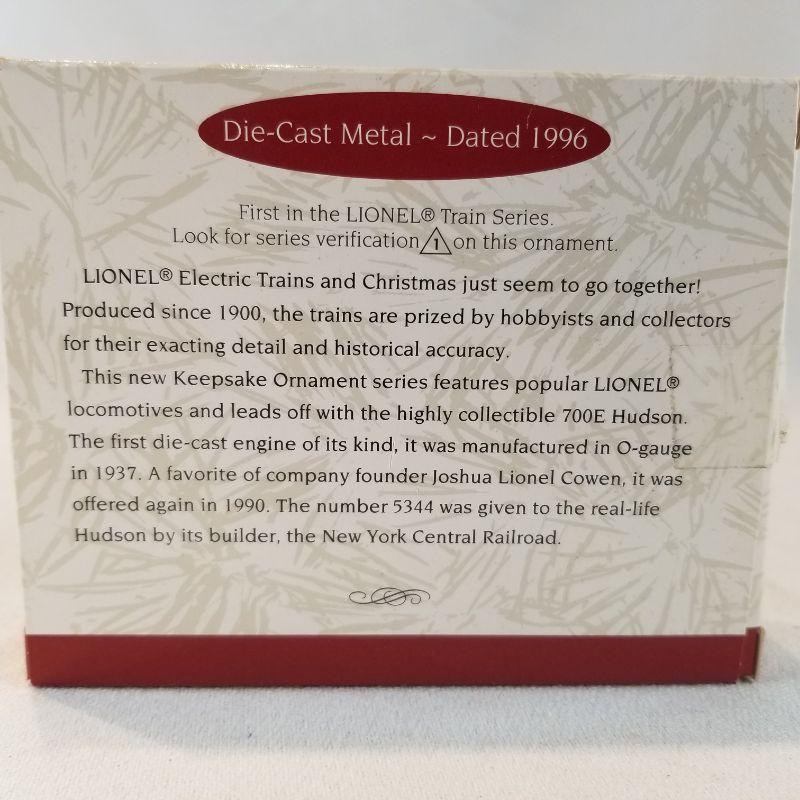 Die-Cast Metal ~ Dated 1996
First in the LIONEL® Train Series.
Look for series verification 1 on this ornament.
LIONEL® Electric Trains and Christmas just seem to go together!
Produced since 1900, the trains are prized by hobbyists and collectors
for their exacting detail and historical accuracy.
This new Keepsake Ornament series features popular LIONEL®
locomotives and leads off with the highly collectible 700E Hudson.
The first die-cast engine of its kind, it was manufactured in O-gauge
in 1937. A favorite of company founder Joshua Lionel Cowen, it was
offered again in 1990. The number 5344 was given to the real-life
Hudson by its builder, the New York Central Railroad.